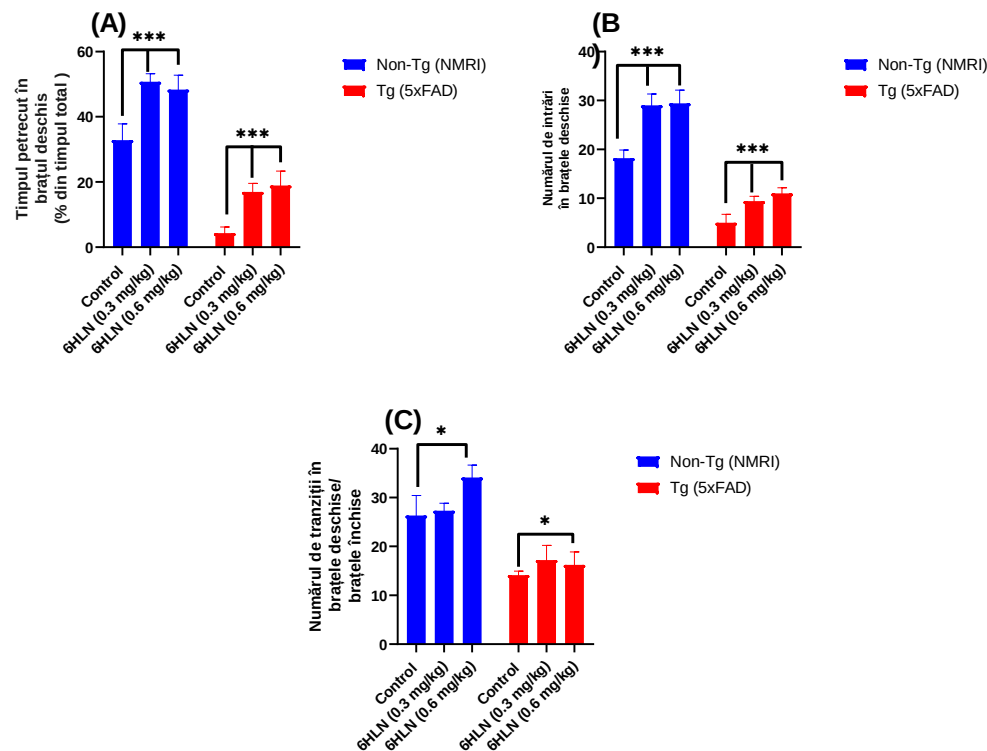 (A)
***
***
60
40
20
0
Timpul petrecut în
brațul deschis
(% din timpul total )
Control
6HLN (0.3 mg/kg)
6HLN (0.6 mg/kg)
Control
6HLN (0.3 mg/kg)
6HLN (0.6 mg/kg)
Non-Tg (NMRI)
Tg (5xFAD)
(B
)
***
***
40
30
20
10
0
Numărul de intrări
în brațele deschise
Control
6HLN (0.3 mg/kg)
6HLN (0.6 mg/kg)
Control
6HLN (0.3 mg/kg)
6HLN (0.6 mg/kg)
Non-Tg (NMRI)
Tg (5xFAD)
(C)
*
*
40
30
20
10
0
Numărul de tranziții în
brațele deschise/
brațele închise
Control
6HLN (0.3 mg/kg)
6HLN (0.6 mg/kg)
Control
6HLN (0.3 mg/kg)
6HLN (0.6 mg/kg)
Non-Tg (NMRI)
Tg (5xFAD)